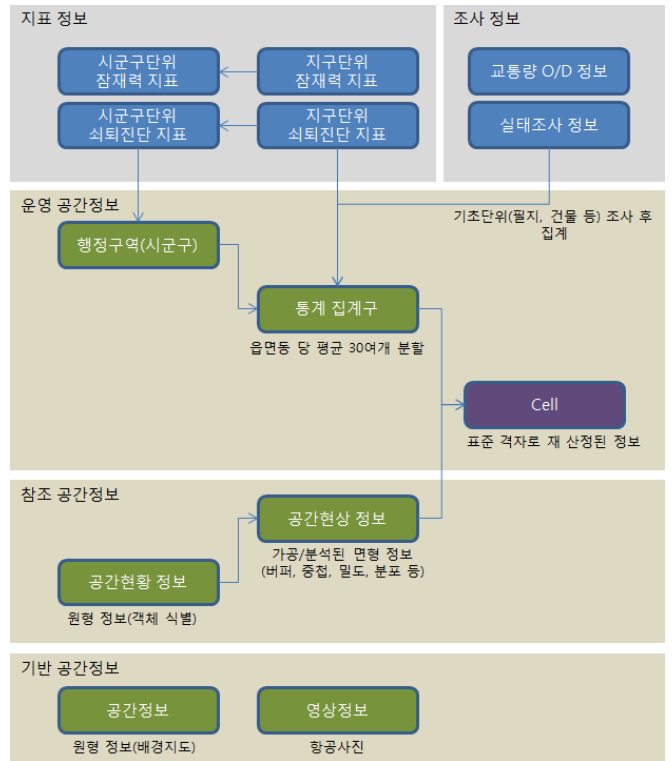 지표 정보
조사 정보
시군구단위
잠재력 지표
지구단위
잠재력 지표
교통량 O/D 정보
시군구단위
쇠퇴진단 지표
지구단위
쇠퇴진단 지표
실태조사 정보
운영 공간정보
기초단위(필지, 건물 등) 조사 후
집계
행정구역(시군구)
통계 집계구
읍면동 당 평균 30여개 분할
Cell
표준 격자로 재 산정된 정보
참조 공간정보
공간현상 정보
가공/분석된 면형 정보
(버퍼, 중첩, 밀도, 분포 등)
공간현황 정보
원형 정보(객체 식별)
기반 공간정보
공간정보
영상정보
원형 정보(배경지도)
항공사진